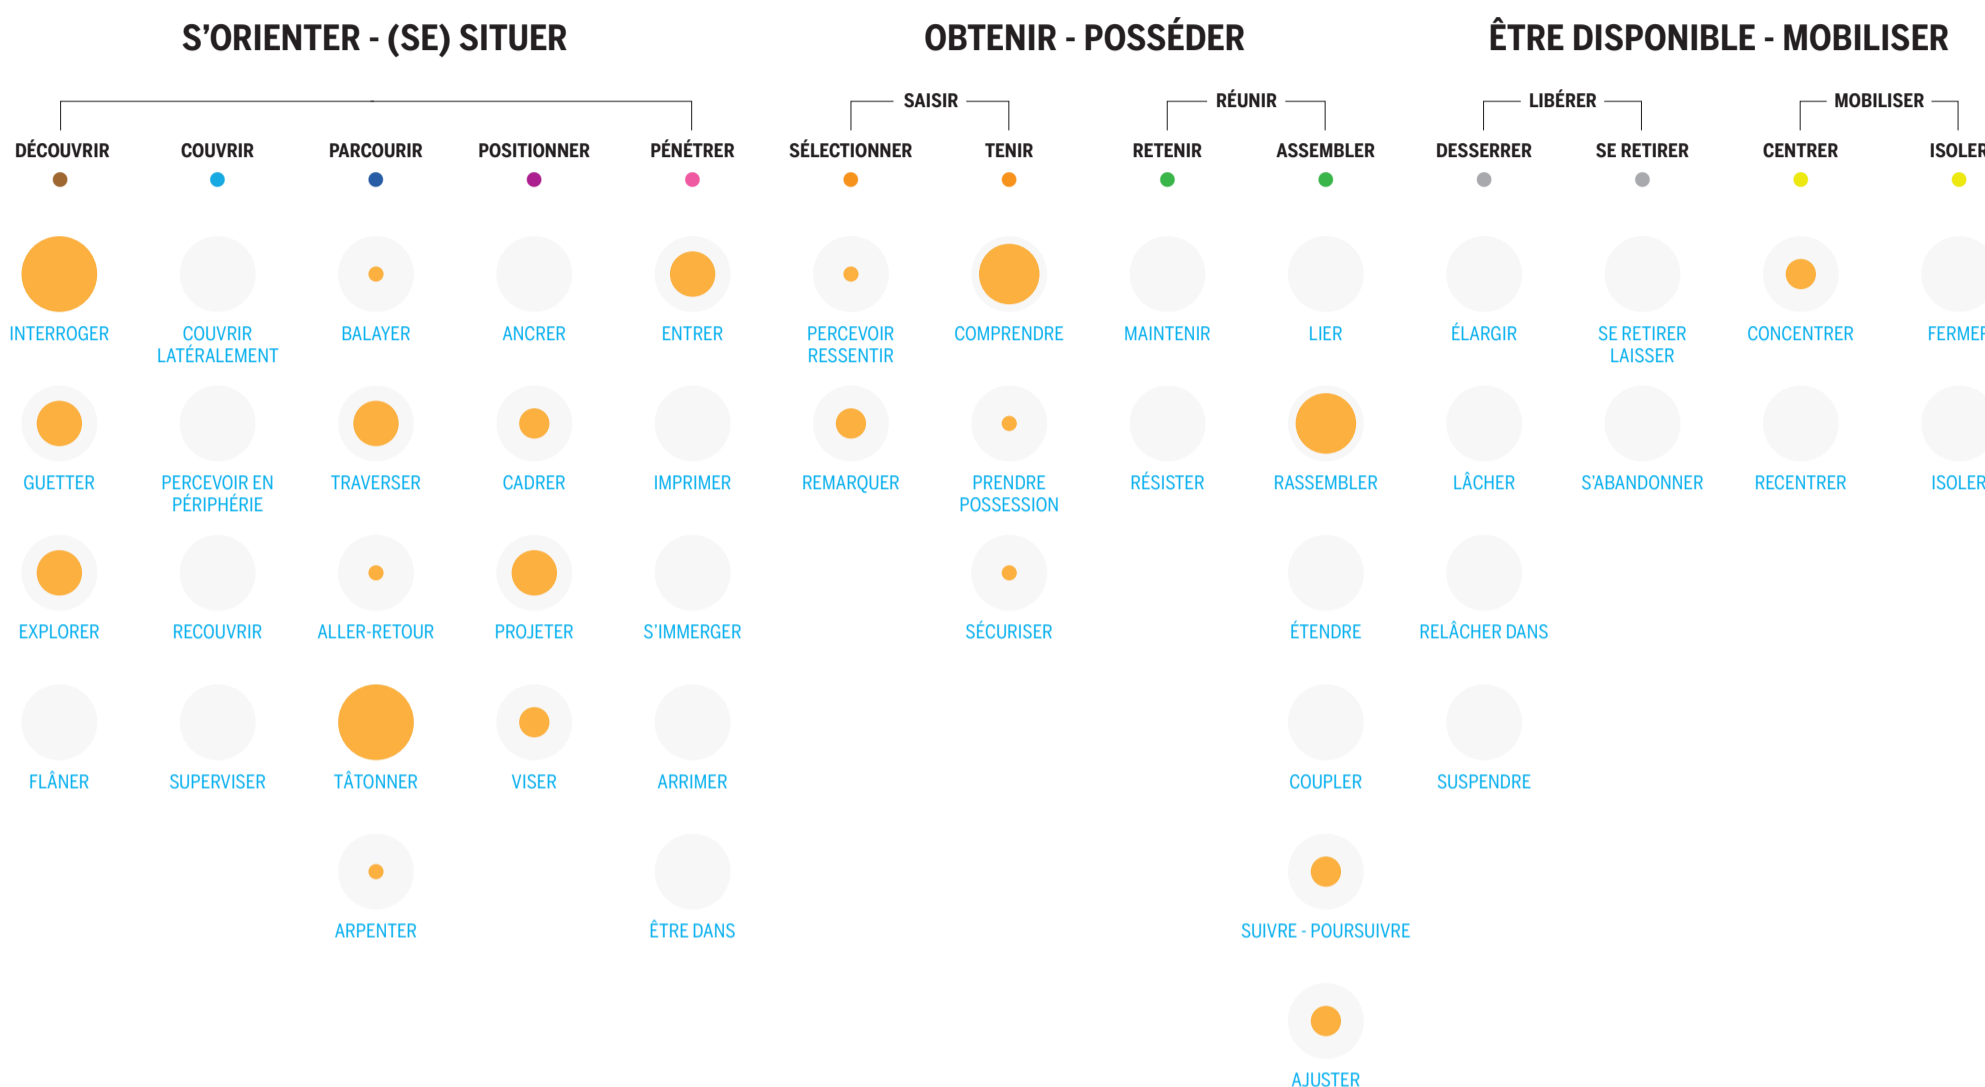 S’ORIENTER - (SE) SITUER
OBTENIR - POSSÉDER
ÊTRE DISPONIBLE - MOBILISER
SAISIR
RÉUNIR
LIBÉRER
MOBILISER
DÉCOUVRIR
COUVRIR
PARCOURIR
POSITIONNER
PÉNÉTRER
SÉLECTIONNER
TENIR
RETENIR
ASSEMBLER
DESSERRER
SE RETIRER
CENTRER
ISOLER
INTERROGER
COUVRIR
LATÉRALEMENT
BALAYER
ANCRER
ENTRER
PERCEVOIR
RESSENTIR
COMPRENDRE
MAINTENIR
LIER
ÉLARGIR
SE RETIRER
LAISSER
CONCENTRER
FERMER
GUETTER
PERCEVOIR EN
PÉRIPHÉRIE
TRAVERSER
CADRER
IMPRIMER
REMARQUER
PRENDRE
POSSESSION
RÉSISTER
RASSEMBLER
LÂCHER
S’ABANDONNER
RECENTRER
ISOLER
EXPLORER
RECOUVRIR
ALLER-RETOUR
PROJETER
S’IMMERGER
SÉCURISER
ÉTENDRE
RELÂCHER DANS
FLÂNER
SUPERVISER
TÂTONNER
VISER
ARRIMER
COUPLER
SUSPENDRE
ARPENTER
ÊTRE DANS
SUIVRE - POURSUIVRE
AJUSTER